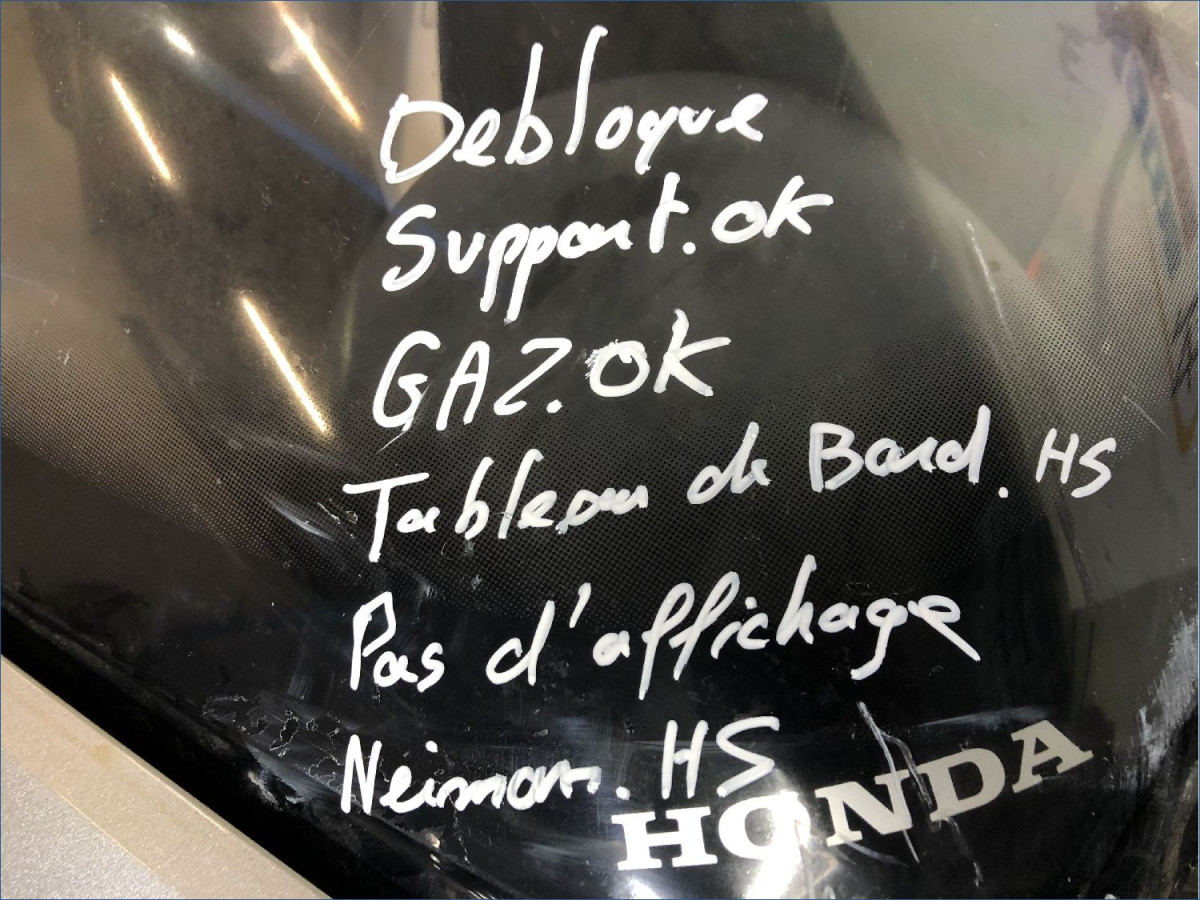 Debloque
Support.ok
GAZ.OK
Tableau de Bord. HS
Pas d'affichage
Neiman. HS
HONDA